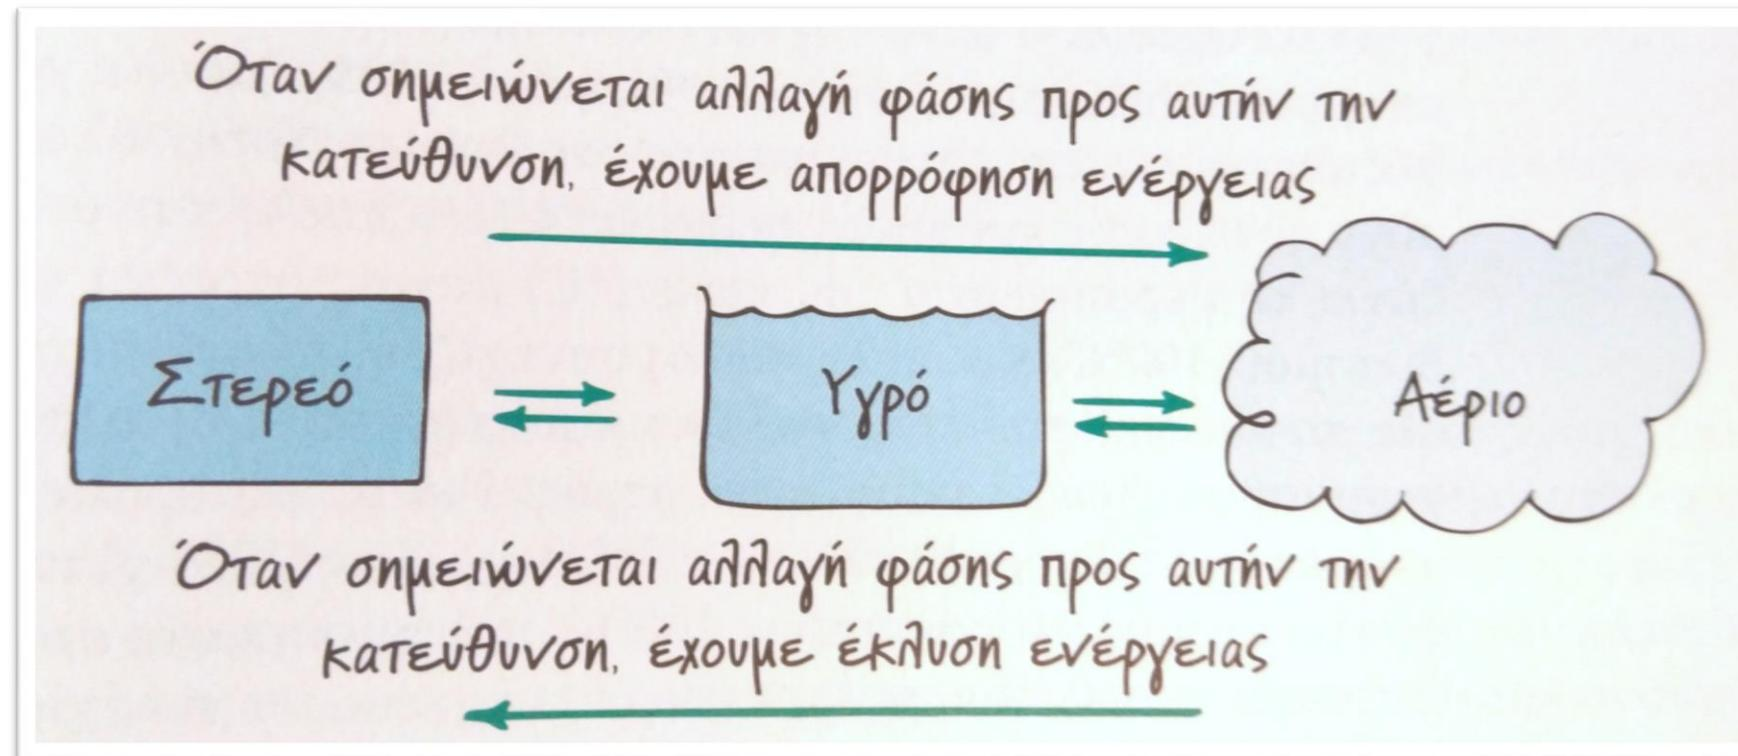 Όταν σημειώνεται αλλαγή φάσης προς αυτήν την
κατεύθυνση, έχουμε απορρόφηση ενέργειας
Στερεό
Υγρό
Αέριο
Όταν σημειώνεται αλλαγή φάσης προς αυτήν την
κατεύθυνση, έχουμε έκλυση ενέργειας